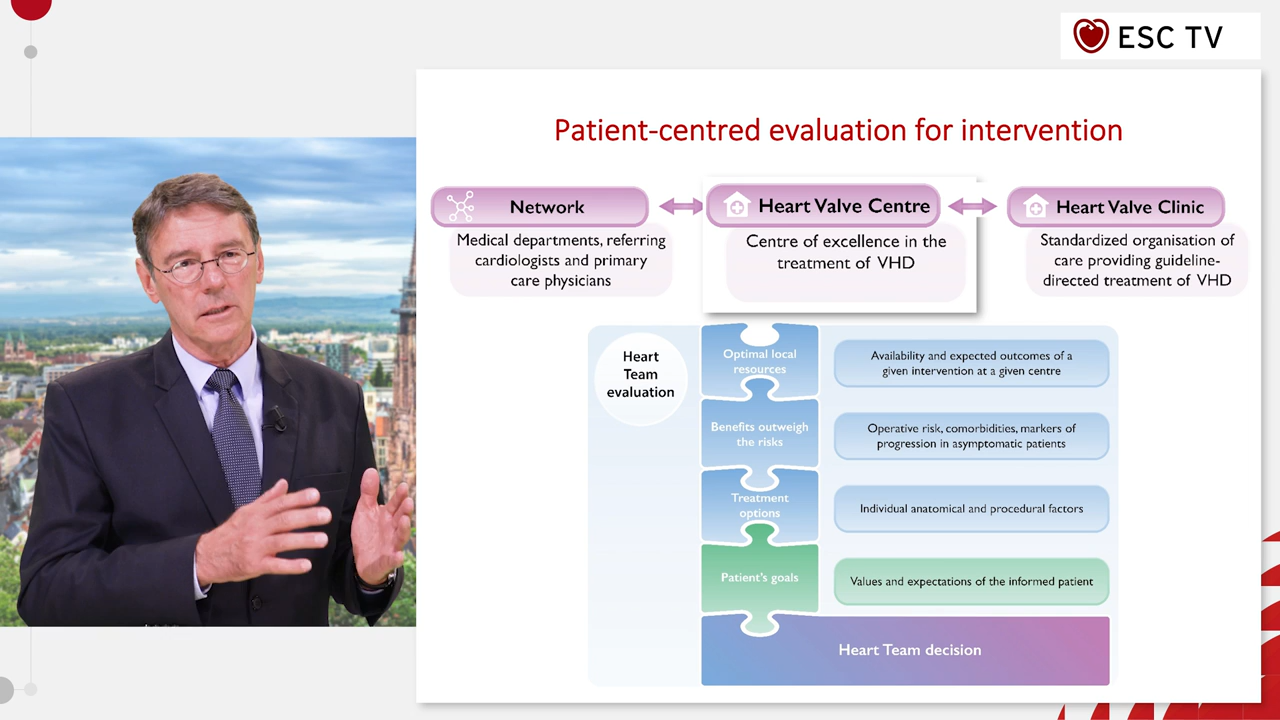 ESC TV
Patient-centred evaluation for intervention
Network
Medical departments, referring
cardiologists and primary
care physicians
Heart Valve Centre
Centre of excellence in the
treatment of VHD
Heart Valve Clinic
Standardized organisation of
care providing guideline-
directed treatment of VHD
Heart
Team
evaluation
Optimal local
resources
Availability and expected outcomes of a
given intervention at a given centre
Benefits outweigh
the risks
Operative risk, comorbidities, markers of
progression in asymptomatic patients
Treatment
options
Individual anatomical and procedural factors
Patient's goals
Values and expectations of the informed patient
Heart Team decision